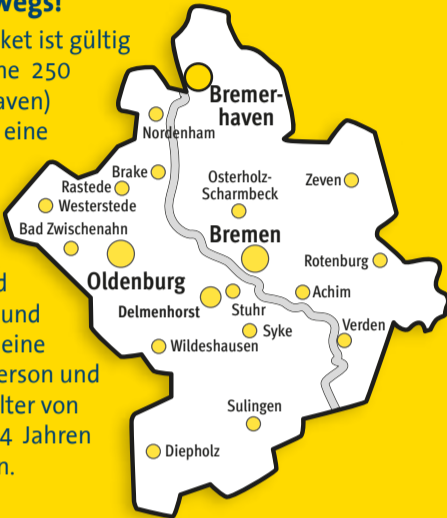 wegs!
ket ist gültig
ne 250
aven)
eine
d
und
eine
erson und
lter von
4 Jahren
n.
Bremer-
haven
Nordenham
Brake
Rastede
Westerstede
Bad Zwischenahn
Osterholz-
Scharmbeck
Zeven
Bremen
Oldenburg
Rotenburg
Delmenhorst
Stuhr
Achim
Syke
Verden
Wildeshausen
Sulingen
Diepholz